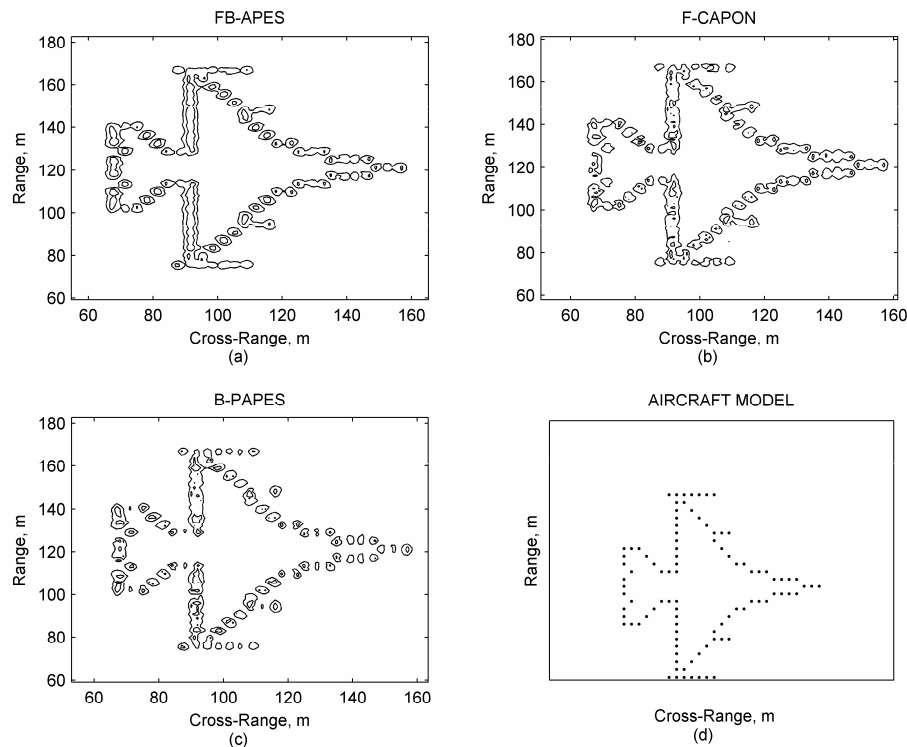 FB-APES
180
160
140
120
100
80
60
Range, m
60 80 100 120 140 160
Cross-Range, m
(a)
F-CAPON
180
160
140
120
100
80
60
Range, m
60 80 100 120 140 160
Cross-Range, m
(b)
B-PAPES
180
160
140
120
100
80
60
Range, m
60 80 100 120 140 160
Cross-Range, m
(c)
AIRCRAFT MODEL
Range, m
Cross-Range, m
(d)